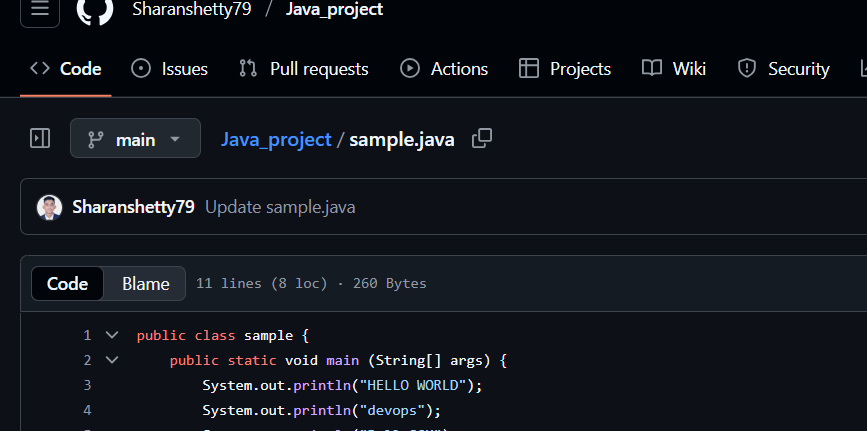 Sharanshetty79 / Java_project
Code Issues Pull requests Actions Projects Wiki Security
main Java_project / sample.java
Sharanshetty79 Update sample.java
Code Blame 11 lines (8 loc) · 260 Bytes
1 public class sample {
2 public static void main (String[] args) {
3 System.out.println("HELLO WORLD");
4 System.out.println("devops");